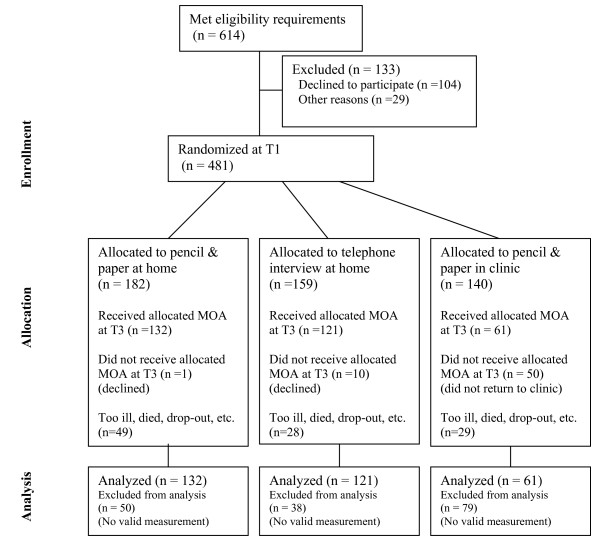 Met eligibility requirements
(n = 614)
Excluded (n = 133)
Declined to participate (n =104)
Other reasons (n =29)
Enrollment
Randomized at T1
(n = 481)
Allocation
Allocated to pencil &
paper at home
(n = 182)
Received allocated MOA
at T3 (n =132)
Did not receive allocated
MOA at T3 (n =1)
(declined)
Too ill, died, drop-out, etc.
(n=49)
Allocated to telephone
interview at home
(n =159)
Received allocated MOA
at T3 (n =121)
Did not receive allocated
MOA at T3 (n =10)
(declined)
Too ill, died, drop-out, etc.
(n=28)
Allocated to pencil &
paper in clinic
(n = 140)
Received allocated MOA
at T3 (n = 61)
Did not receive allocated
MOA at T3 (n = 50)
(did not return to clinic)
Too ill, died, drop-out, etc.
(n=29)
Analysis
Analyzed (n = 132)
Excluded from analysis
(n = 50)
(No valid measurement)
Analyzed (n = 121)
Excluded from analysis
(n = 38)
(No valid measurement)
Analyzed (n = 61)
Excluded from analysis
(n = 79)
(No valid measurement)